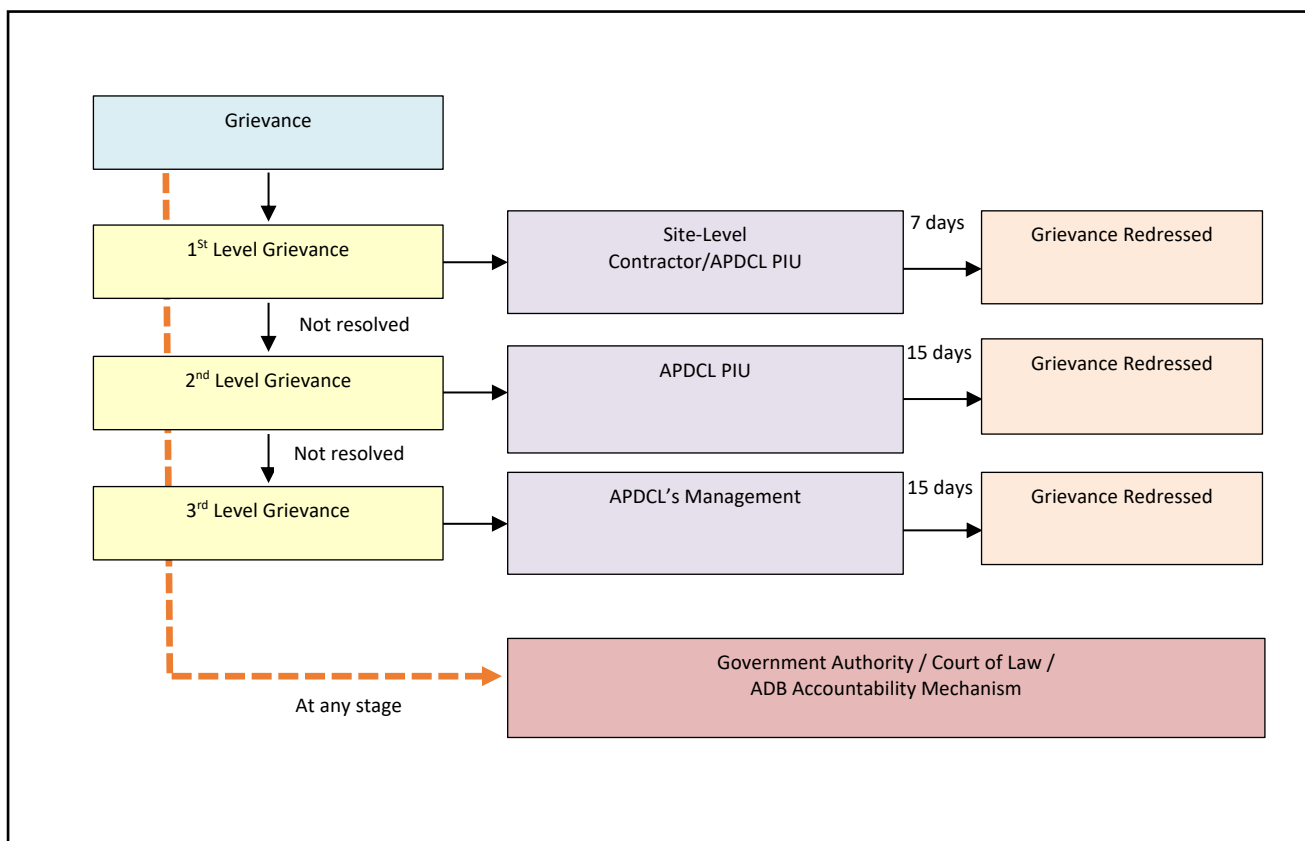 Grievance
1St Level Grievance
Site-Level
Contractor/APDCL PIU
7 days
Grievance Redressed
Not resolved
2nd Level Grievance
APDCL PIU
15 days
Grievance Redressed
Not resolved
3rd Level Grievance
APDCL’s Management
15 days
Grievance Redressed
At any stage
Government Authority / Court of Law /
ADB Accountability Mechanism